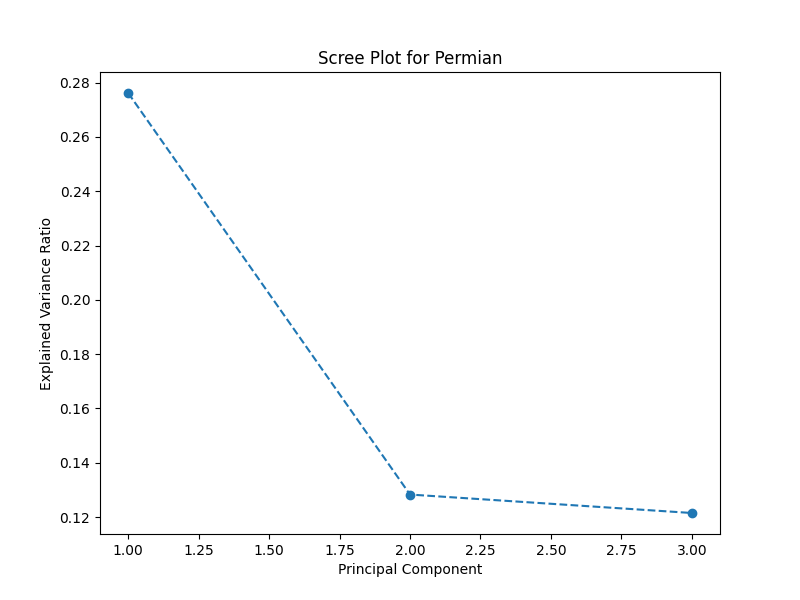 Scree Plot for Permian
Explained Variance Ratio
0.28
0.26
0.24
0.22
0.20
0.18
0.16
0.14
0.12
1.00 1.25 1.50 1.75 2.00 2.25 2.50 2.75 3.00
Principal Component